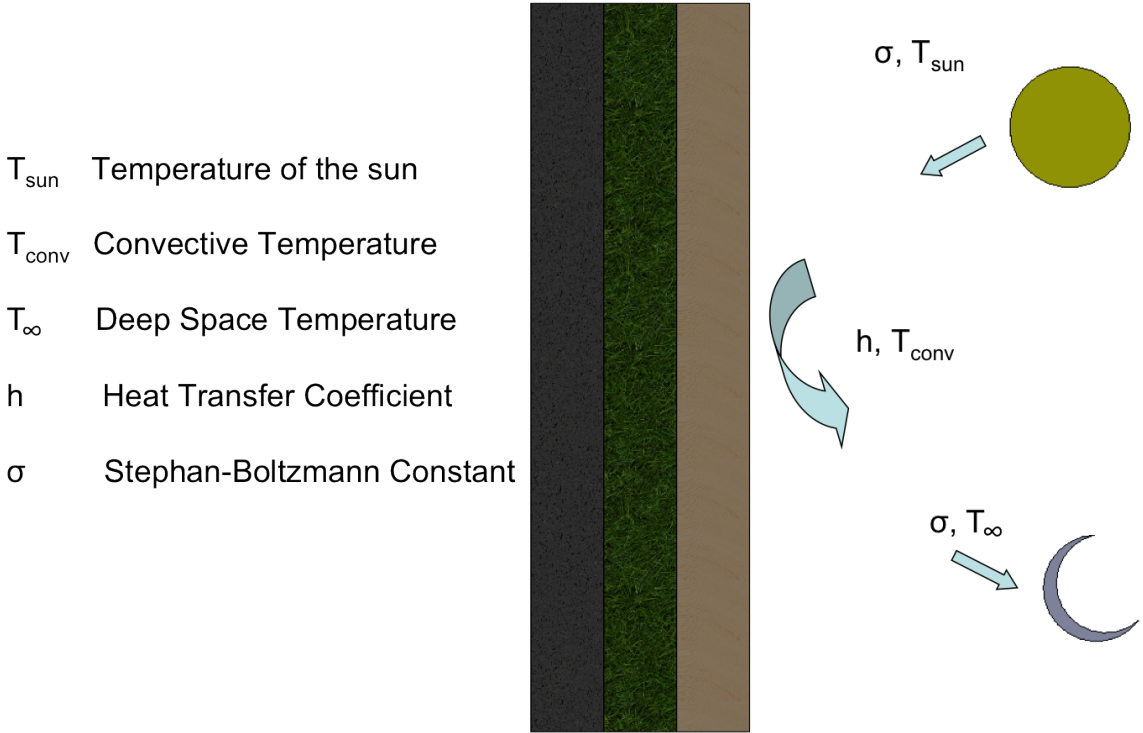 σ, Tsun
Tsun Temperature of the sun
Tconv Convective Temperature
T∞ Deep Space Temperature
h, Tconv
h Heat Transfer Coefficient
σ Stephan-Boltzmann Constant
σ, T∞